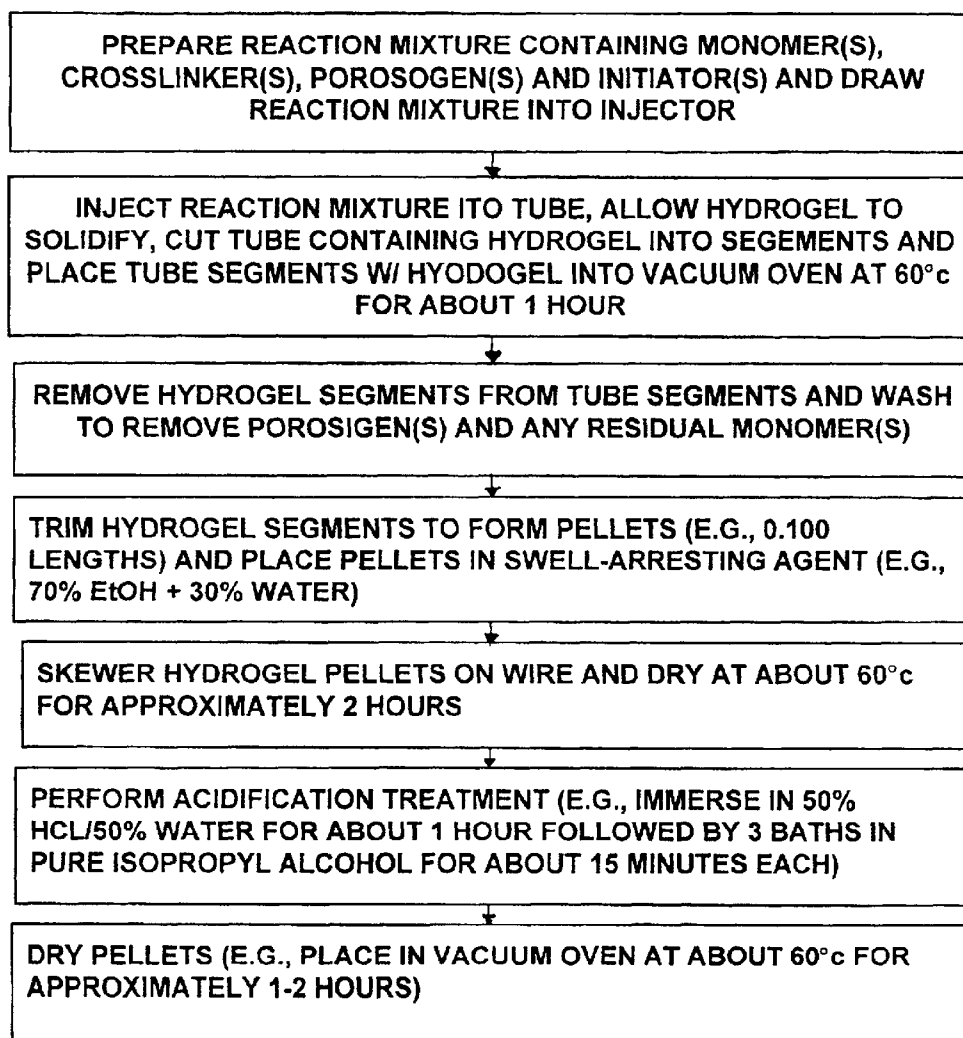 PREPARE REACTION MIXTURE CONTAINING MONOMER(S),
CROSSLINKER(S), POROSOGEN(S) AND INITIATOR(S) AND DRAW
REACTION MIXTURE INTO INJECTOR
INJECT REACTION MIXTURE ITO TUBE, ALLOW HYDROGEL TO
SOLIDIFY, CUT TUBE CONTAINING HYDROGEL INTO SEGEMENTS AND
PLACE TUBE SEGMENTS W/ HYODOGEL INTO VACUUM OVEN AT 60°c
FOR ABOUT 1 HOUR
REMOVE HYDROGEL SEGMENTS FROM TUBE SEGMENTS AND WASH
TO REMOVE POROSIGEN(S) AND ANY RESIDUAL MONOMER(S)
TRIM HYDROGEL SEGMENTS TO FORM PELLETS (E.G., 0.100
LENGTHS) AND PLACE PELLETS IN SWELL-ARRESTING AGENT (E.G.,
70% EtOH + 30% WATER)
SKEWER HYDROGEL PELLETS ON WIRE AND DRY AT ABOUT 60°c
FOR APPROXIMATELY 2 HOURS
PERFORM ACIDIFICATION TREATMENT (E.G., IMMERSE IN 50%
HCL/50% WATER FOR ABOUT 1 HOUR FOLLOWED BY 3 BATHS IN
PURE ISOPROPYL ALCOHOL FOR ABOUT 15 MINUTES EACH)
DRY PELLETS (E.G., PLACE IN VACUUM OVEN AT ABOUT 60°c FOR
APPROXIMATELY 1-2 HOURS)